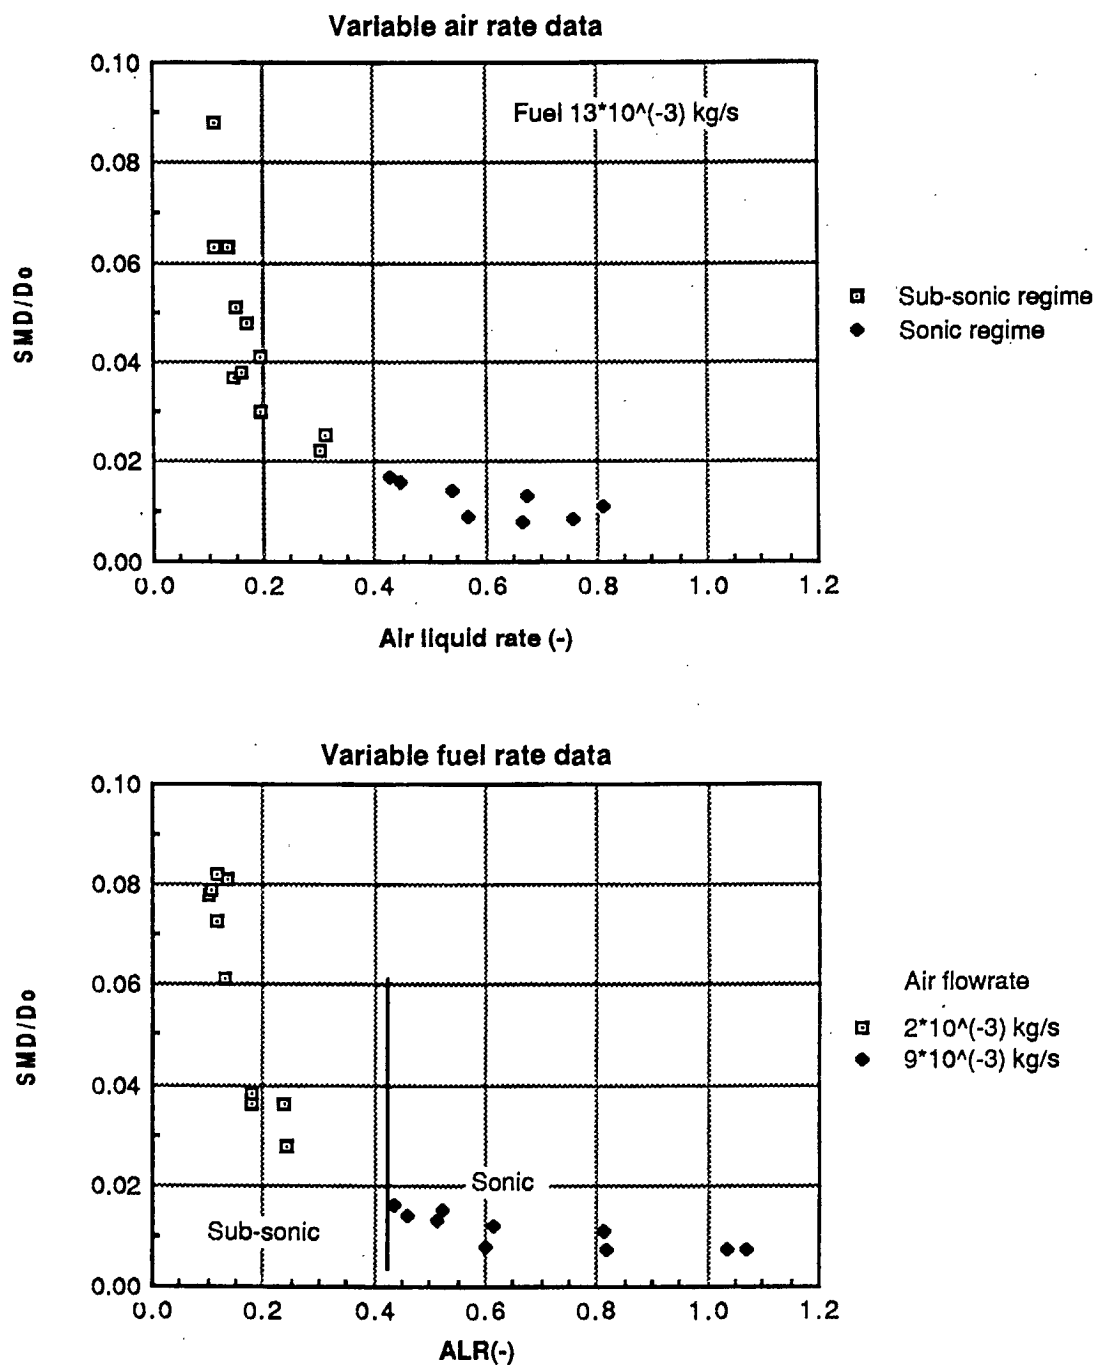 Variable air rate data
0.10
Fuel 13*10^(-3) kg/s
0.08
0.06
SMD/Do
Sub-sonic regime
Sonic regime
0.04
0.02
0.00
0.0 0.2 0.4 0.6 0.8 1.0 1.2
Air liquid rate (-)
Variable fuel rate data
0.10
0.08
0.06
Air flowrate
SMD/Do
2*10^(-3) kg/s
9*10^(-3) kg/s
0.04
0.02
Sonic
Sub-sonic
0.00
0.0 0.2 0.4 0.6 0.8 1.0 1.2
ALR(-)